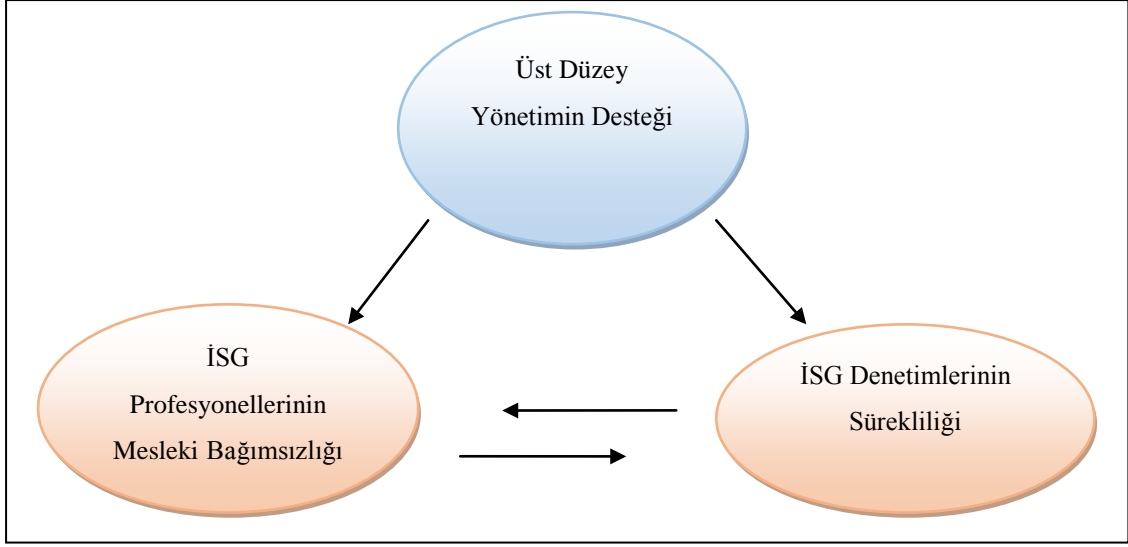 Üst Düzey
Yönetimin Desteği
İSG
Profesyonellerinin
Mesleki Bağımsızlığı
İSG Denetimlerinin
Sürekliliği